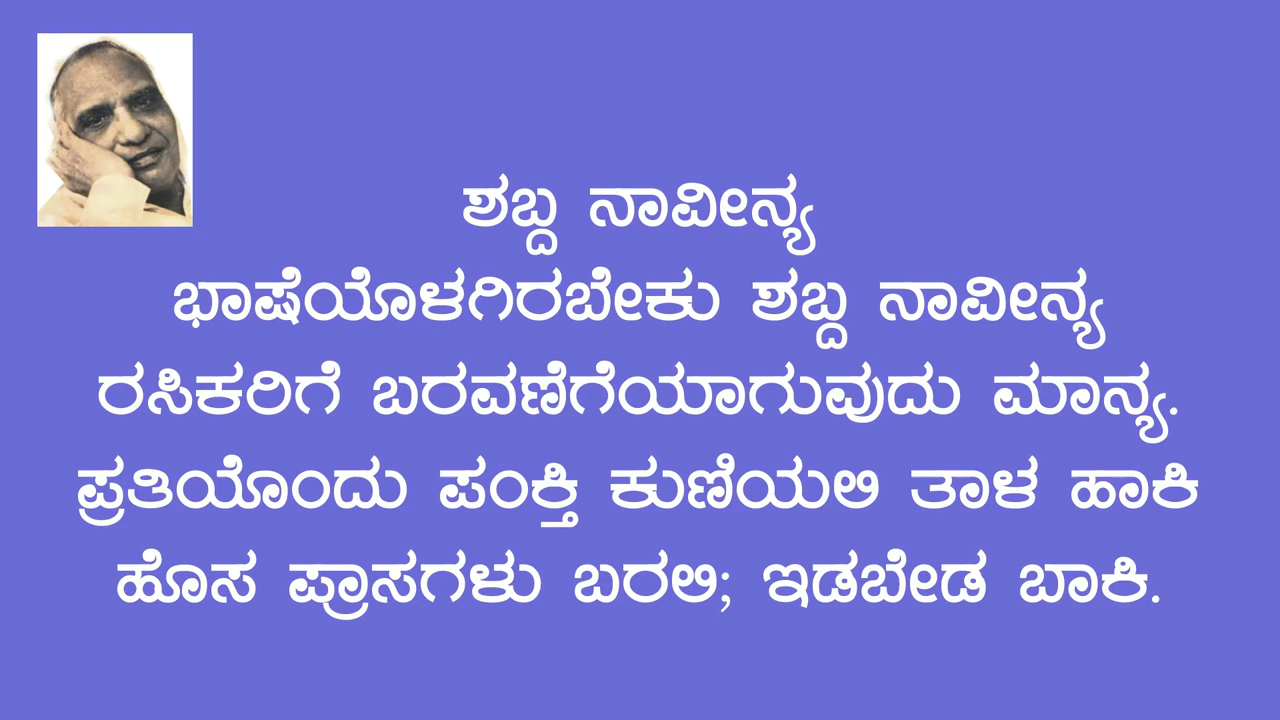 ಶಬ್ದ ನಾವೀನ್ಯ
ಭಾಷೆಯೊಳಗಿರಬೇಕು ಶಬ್ದ ನಾವೀನ್ಯ
ರಸಿಕರಿಗೆ ಬರವಣಿಗೆಯಾಗುವುದು ಮಾನ್ಯ.
ಪ್ರತಿಯೊಂದು ಪಂಕ್ತಿ ಕುಣಿಯಲಿ ತಾಳ ಹಾಕಿ
ಹೊಸ ಪ್ರಾಸಗಳು ಬರಲಿ; ಇಡಬೇಡ ಬಾಕಿ.